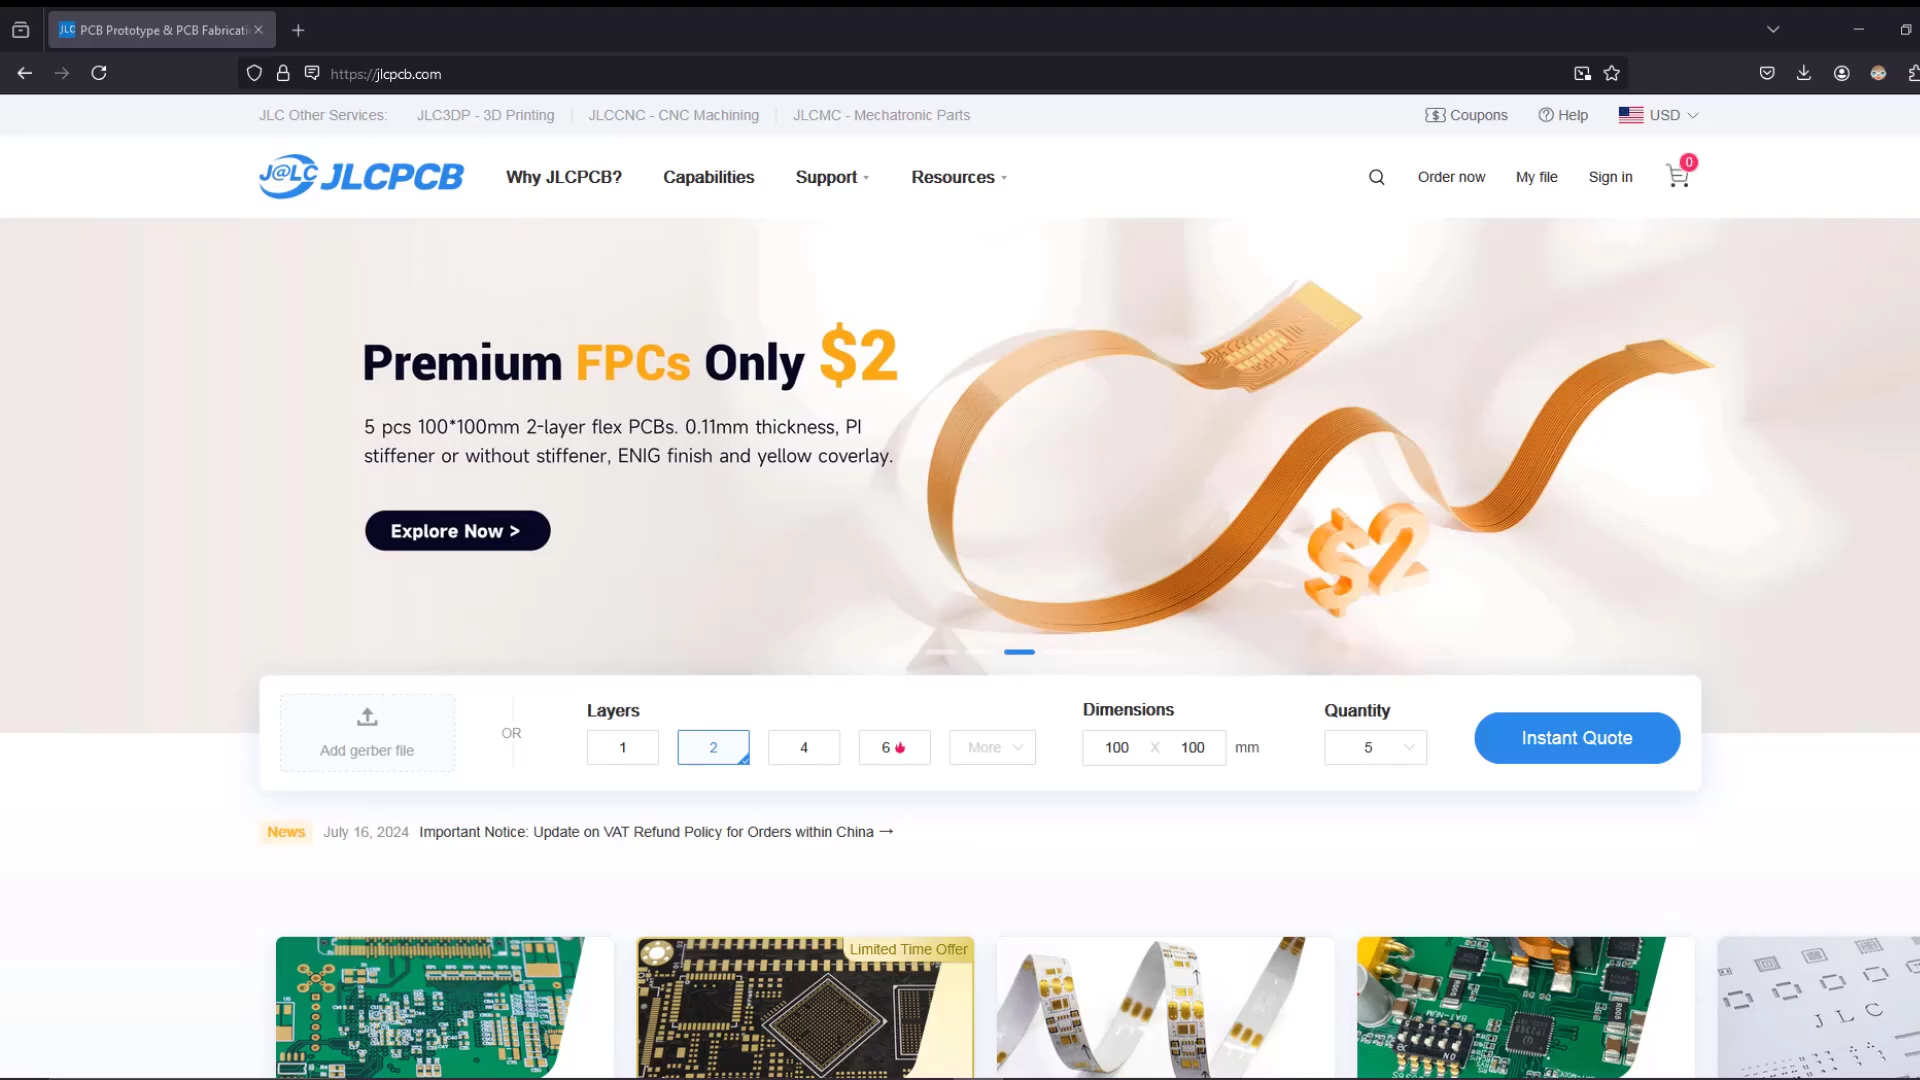 JLC PCB Prototype & PCB Fabricati
https://jlcpcb.com
JLC Other Services:
JLC3DP - 3D Printing
JLCCNC - CNC Machining
JLCMC - Mechatronic Parts
Coupons
Help
USD
J@LC JLCPCB
Why JLCPCB?
Capabilities
Support
Resources
Order now
My file
Sign in
0
Premium FPCs Only $2
5 pcs 100*100mm 2-layer flex PCBs. 0.11mm thickness, PI
stiffener or without stiffener, ENIG finish and yellow coverlay.
Explore Now >
$2
Add gerber file
OR
Layers
1
2
4
6
More
Dimensions
100 X 100 mm
Quantity
5
Instant Quote
News July 16, 2024 Important Notice: Update on VAT Refund Policy for Orders within China →
Limited Time Offer
BAT-NUM
ON
J L C